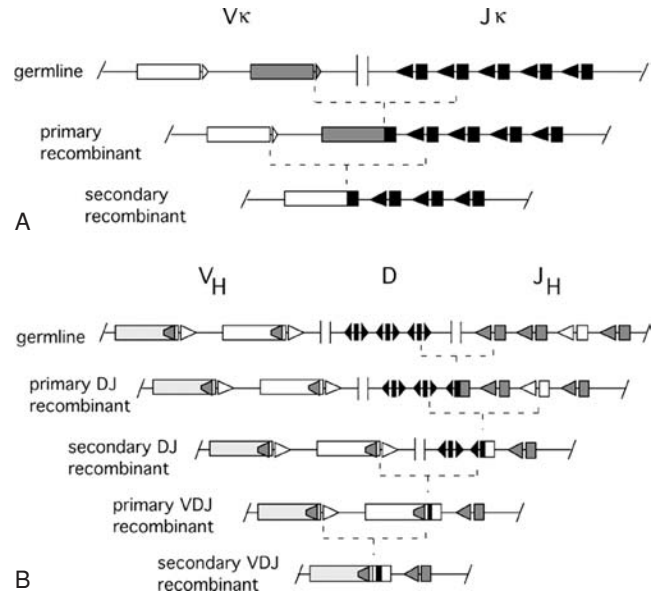 Vκ Jκ
germline
primary
recombinant
secondary
recombinant
A
VH D JH
germline
primary DJ
recombinant
secondary DJ
recombinant
primary VDJ
recombinant
secondary VDJ
recombinant
B